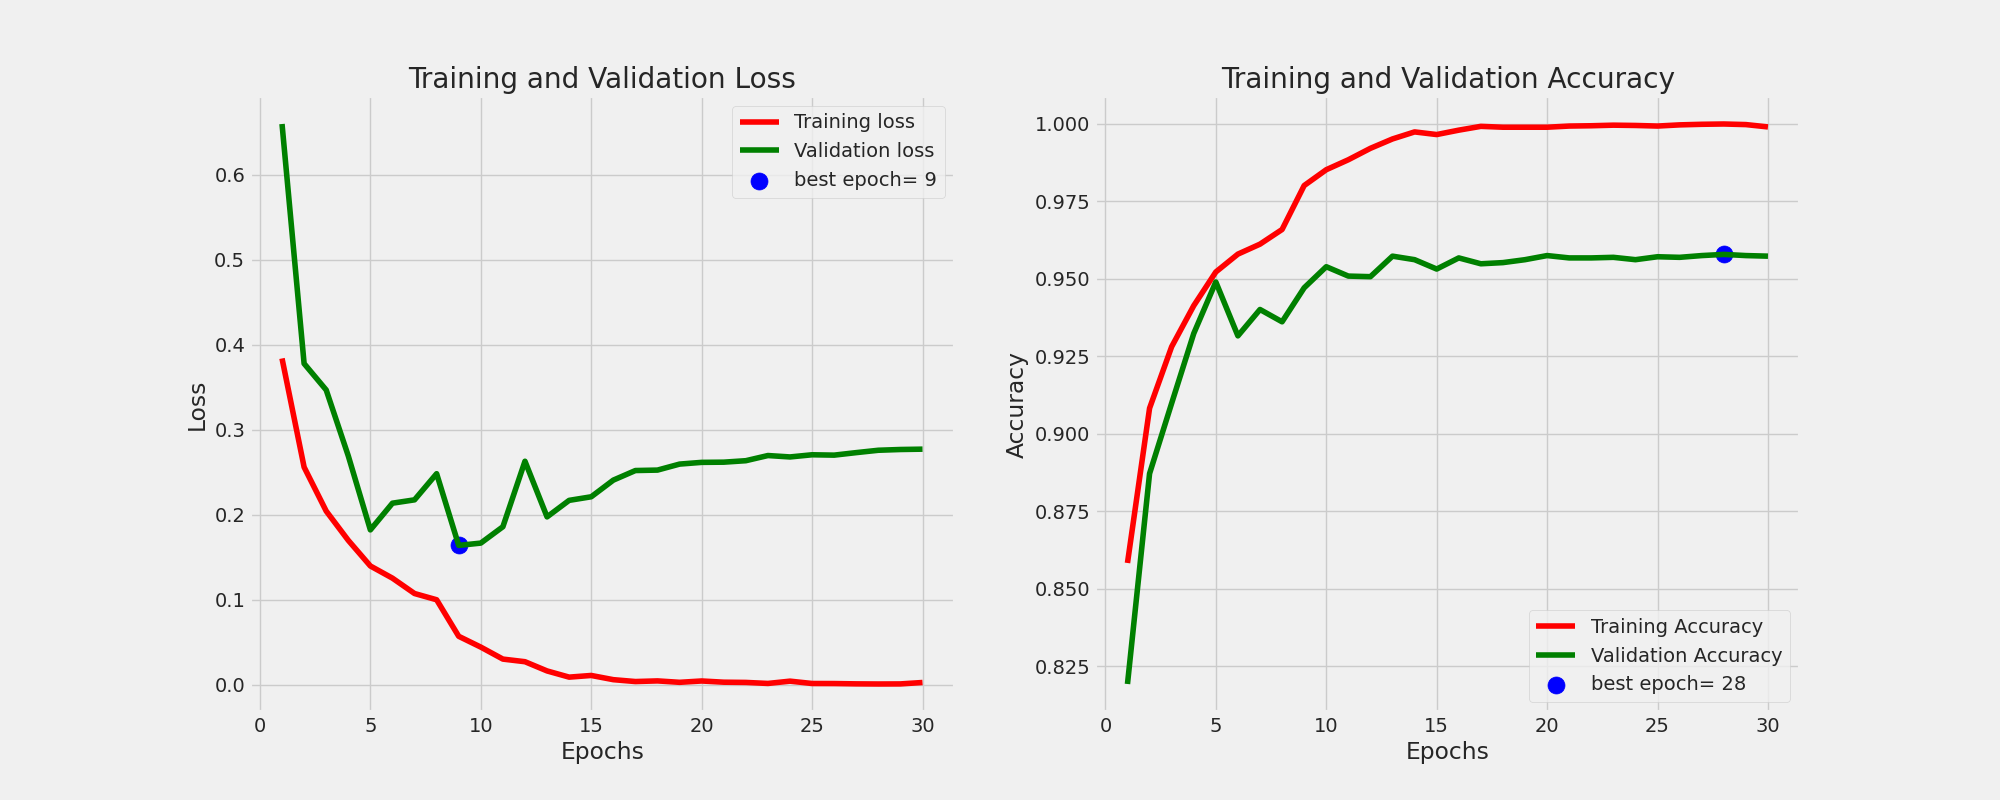 Training and Validation Loss
Training loss
Validation loss
best epoch= 9
0.6
0.5
0.4
0.3
0.2
0.1
0.0
Loss
0 5 10 15 20 25 30
Epochs
Training and Validation Accuracy
1.000
0.975
0.950
0.925
0.900
0.875
0.850
0.825
Accuracy
Training Accuracy
Validation Accuracy
best epoch= 28
0 5 10 15 20 25 30
Epochs